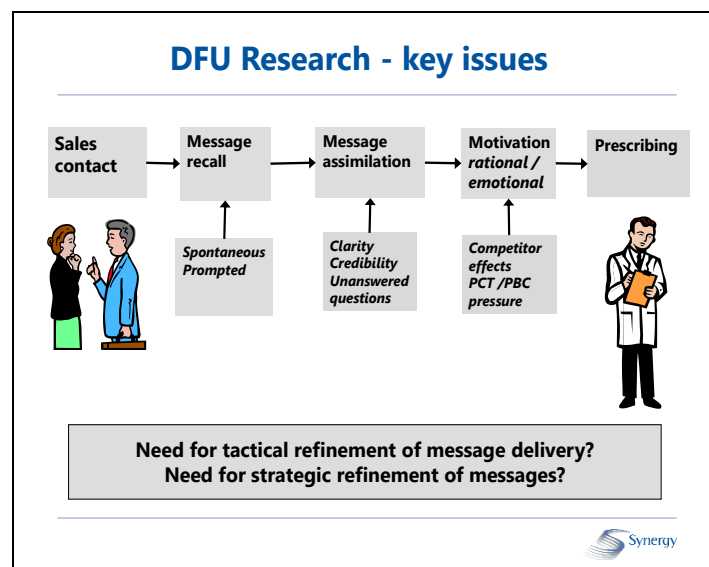 DFU Research - key issues
Sales
contact
Message
recall
Message
assimilation
Motivation
rational /
emotional
Prescribing
Spontaneous
Prompted
Clarity
Credibility
Unanswered
questions
Competitor
effects
PCT /PBC
pressure
Need for tactical refinement of message delivery?
Need for strategic refinement of messages?
Synergy